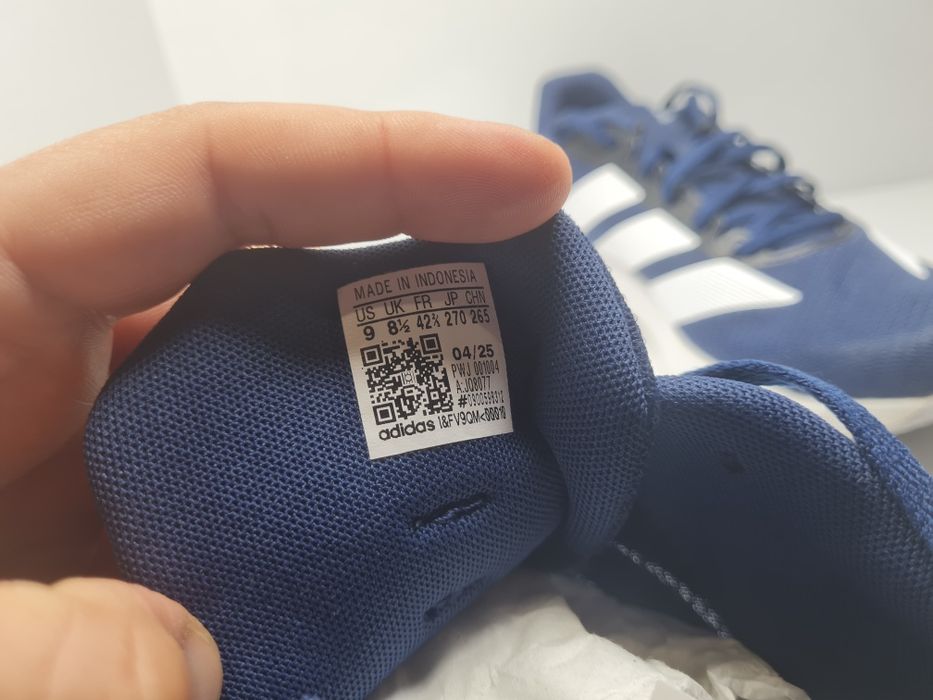 MADE IN INDONESIA
US UK FR JP CHN
9 8½ 42⅔ 270 265
04/25
PWJ 001004
A.JQ8077
adidas